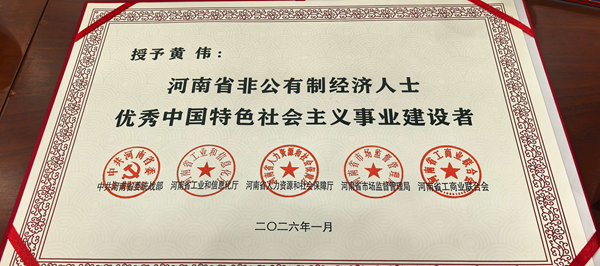 授予黄 伟：
河南省非公有制经济人士
优秀中国特色社会主义事业建设者
中共河南省委统战部 河南省工业和信息化厅 河南省人力资源和社会保障厅 河南省市场监督管理局 河南省工商业联合会
二〇二六年一月